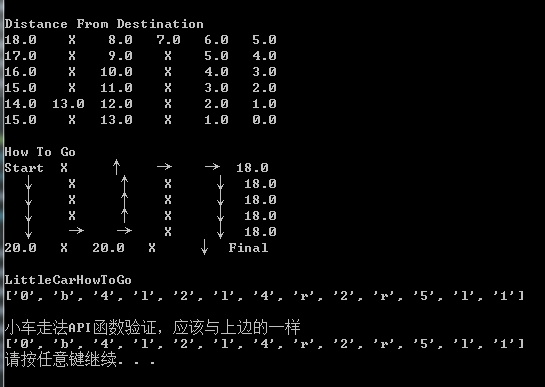 Distance From Destination
18.0 X 8.0 7.0 6.0 5.0
17.0 X 9.0 X 5.0 4.0
16.0 X 10.0 X 4.0 3.0
15.0 X 11.0 X 3.0 2.0
14.0 13.0 12.0 X 2.0 1.0
15.0 X 13.0 X 1.0 0.0
How To Go
Start X ↑ → → 18.0
↓ X ↑ X ↓ 18.0
↓ X ↑ X ↓ 18.0
↓ X ↑ X ↓ 18.0
↓ → → X ↓ 18.0
20.0 X 20.0 X ↓ Final
LittleCarHowToGo
['0', 'b', '4', 'l', '2', 'l', '4', 'r', '2', 'r', '5', 'l', '1']
小车走法API函数验证，应该与上边的一样
['0', 'b', '4', 'l', '2', 'l', '4', 'r', '2', 'r', '5', 'l', '1']
请按任意键继续. . .